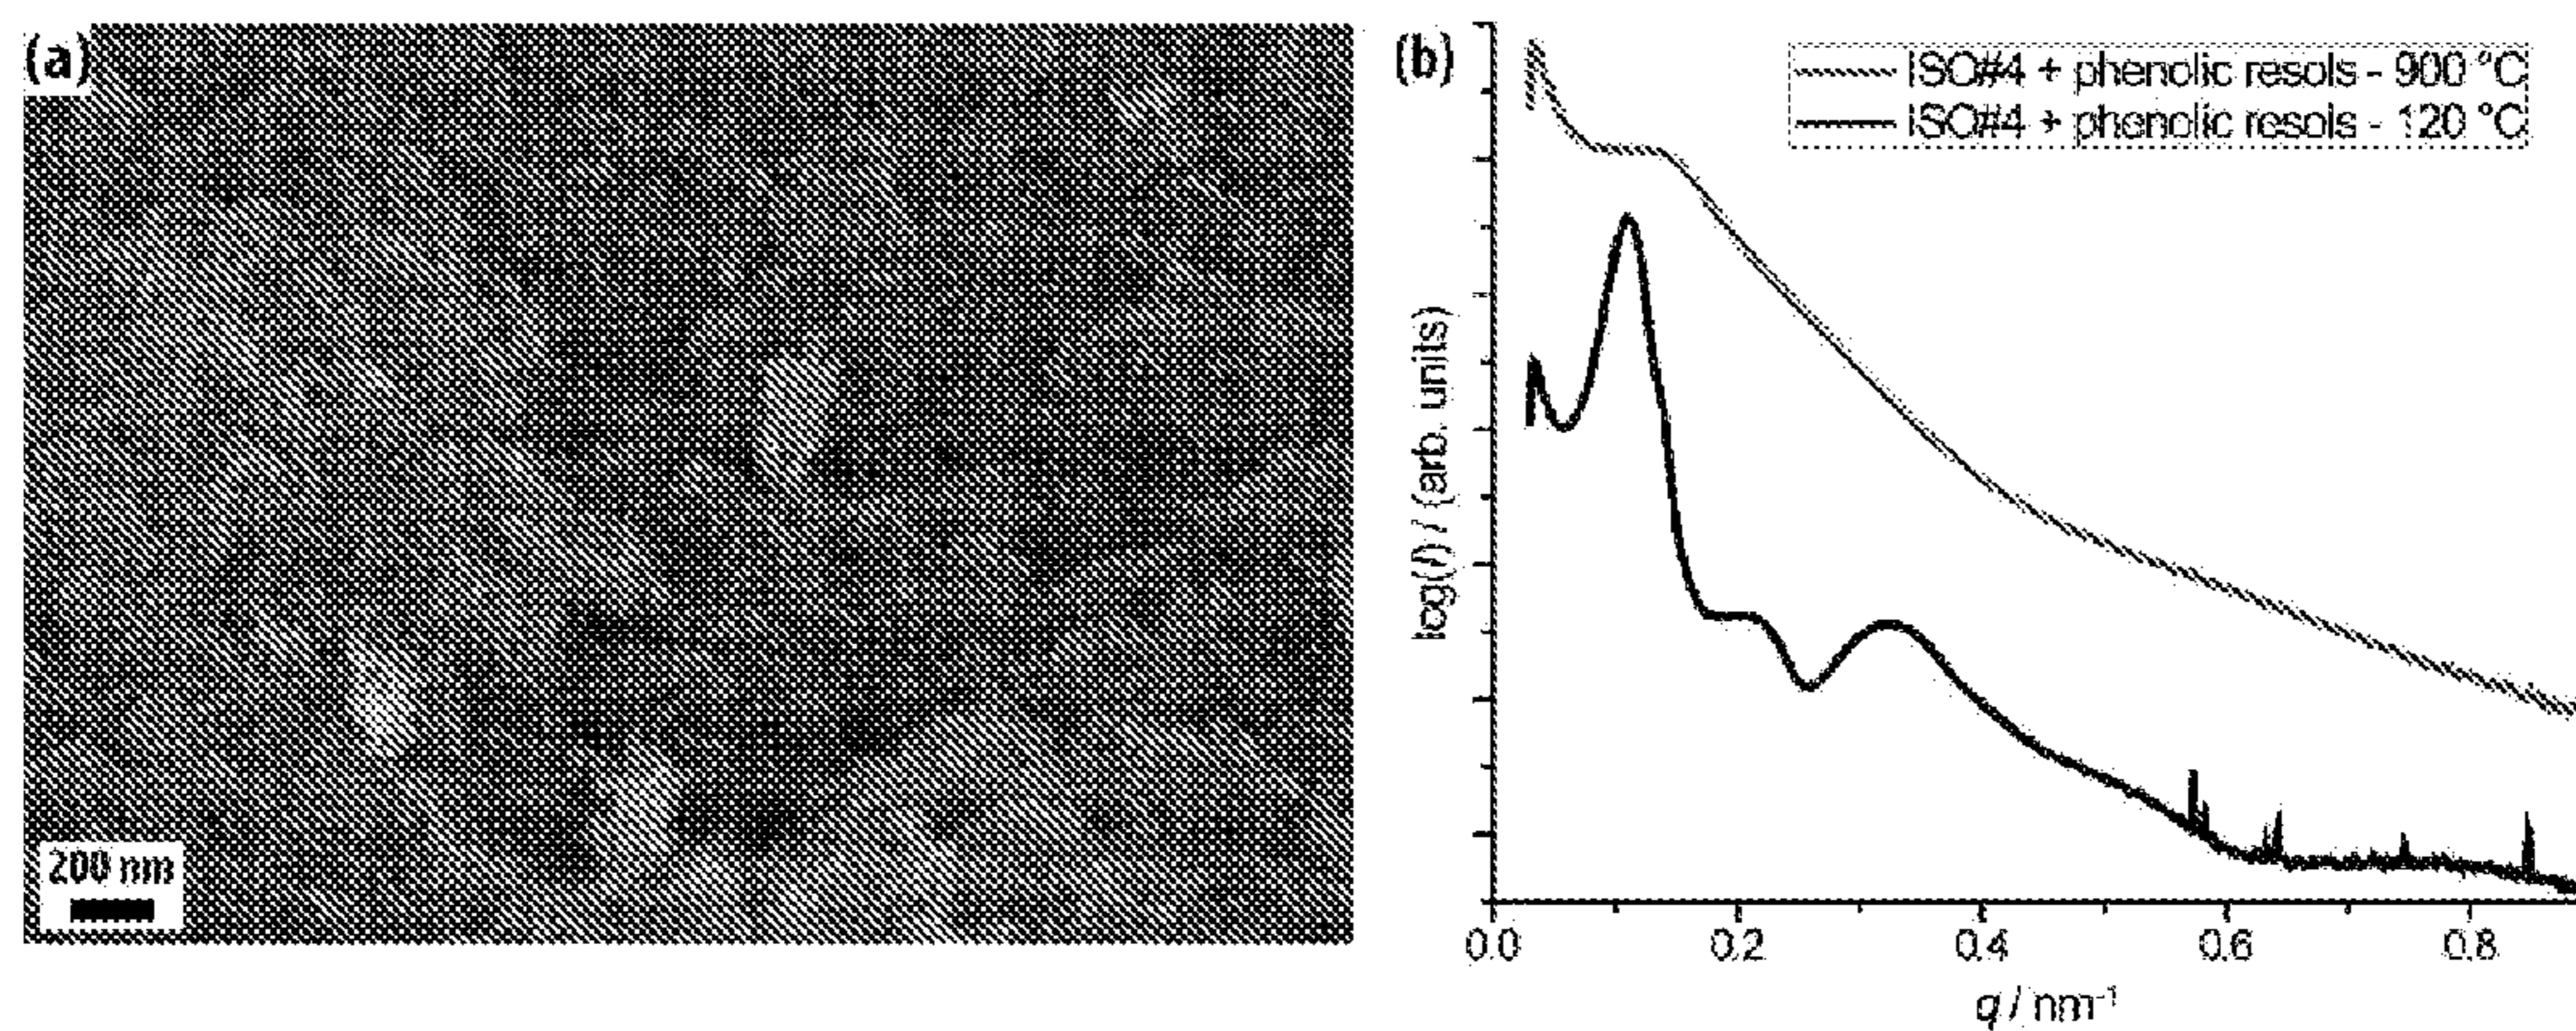 (a)
200 nm
(b)
ISO#4 + phenolic resols - 900 °C
ISO#4 + phenolic resols - 120 °C
log(I) / (arb. units)
0.0 0.2 0.4 0.6 0.8
q / nm⁻¹